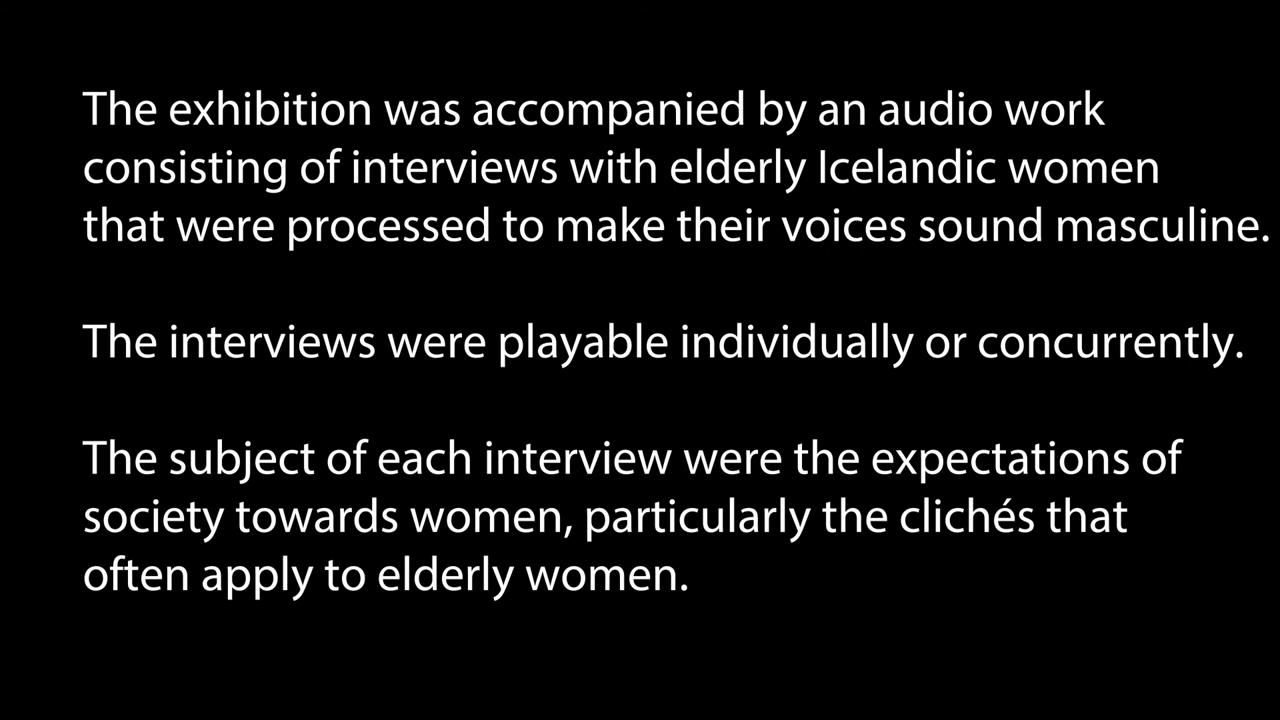 The exhibition was accompanied by an audio work
consisting of interviews with elderly Icelandic women
that were processed to make their voices sound masculine.
The interviews were playable individually or concurrently.
The subject of each interview were the expectations of
society towards women, particularly the clichés that
often apply to elderly women.